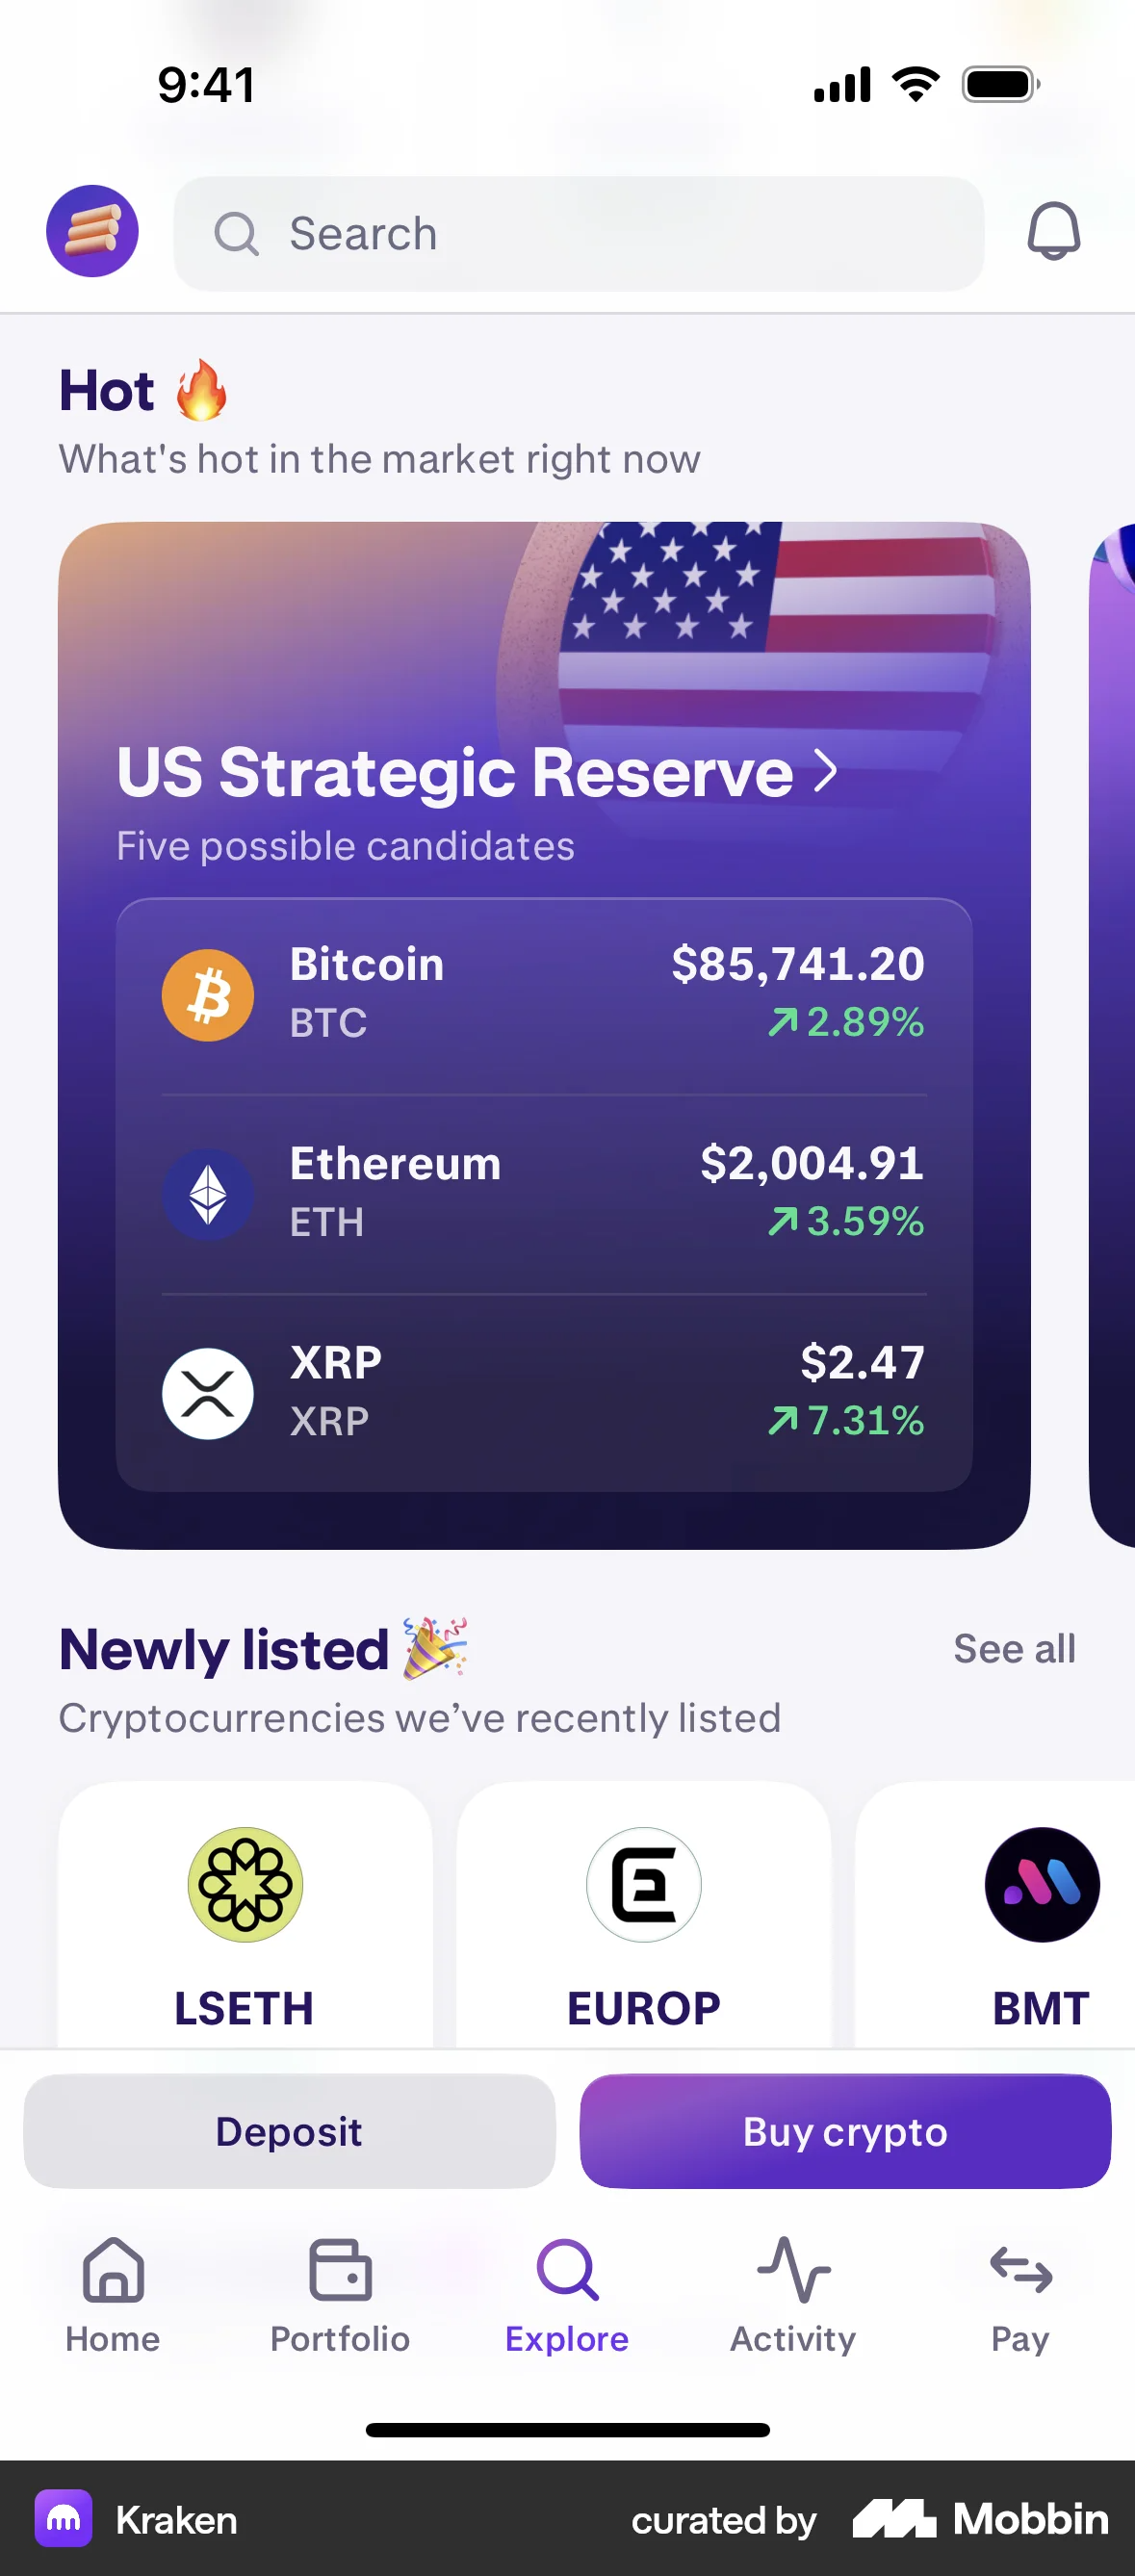 9:41
Search
Hot 🔥
What's hot in the market right now
US Strategic Reserve
Five possible candidates
Bitcoin $85,741.20
BTC 2.89%
Ethereum $2,004.91
ETH 3.59%
XRP $2.47
XRP 7.31%
Newly listed 🎉 See all
Cryptocurrencies we’ve recently listed
LSETH EUROP BMT
Deposit Buy crypto
Home Portfolio Explore Activity Pay
Kraken curated by Mobbin